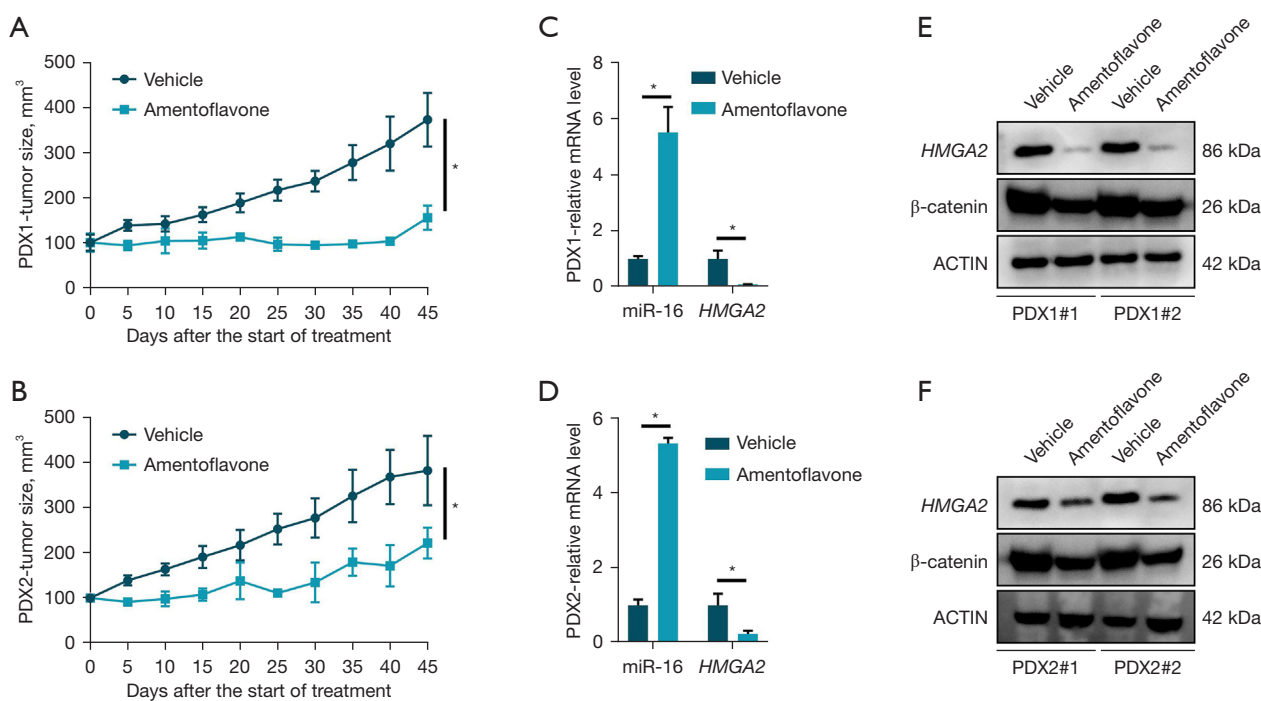 A
PDX1-tumor size, mm³
500
400
300
200
100
0
Vehicle
Amentoflavone
*
0 5 10 15 20 25 30 35 40 45
Days after the start of treatment
B
PDX2-tumor size, mm³
500
400
300
200
100
0
Vehicle
Amentoflavone
*
0 5 10 15 20 25 30 35 40 45
Days after the start of treatment
C
PDX1-relative mRNA level
8
6
4
2
0
Vehicle
Amentoflavone
*
*
miR-16 HMGA2
D
PDX2-relative mRNA level
6
4
2
0
Vehicle
Amentoflavone
*
*
miR-16 HMGA2
E
Vehicle Amentoflavone Vehicle Amentoflavone
HMGA2 86 kDa
β-catenin 26 kDa
ACTIN 42 kDa
PDX1#1 PDX1#2
F
Vehicle Amentoflavone Vehicle Amentoflavone
HMGA2 86 kDa
β-catenin 26 kDa
ACTIN 42 kDa
PDX2#1 PDX2#2